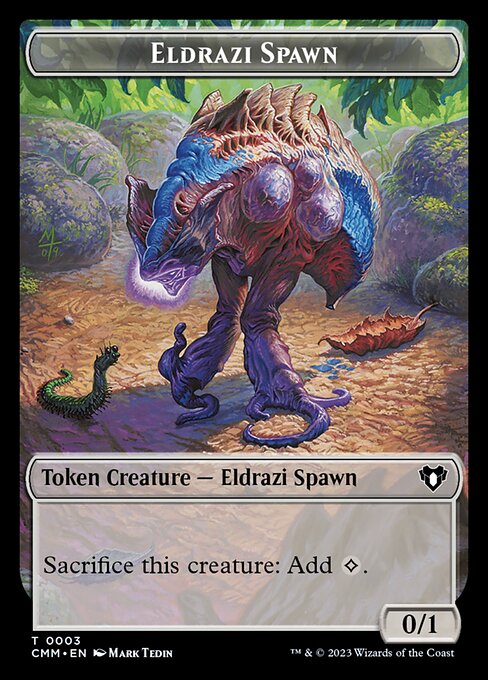 Eldrazi Spawn
M
09
Token Creature — Eldrazi Spawn
Sacrifice this creature: Add
0/1
T 0003
CMM • EN Mark Tedin
™ & © 2023 Wizards of the Coast